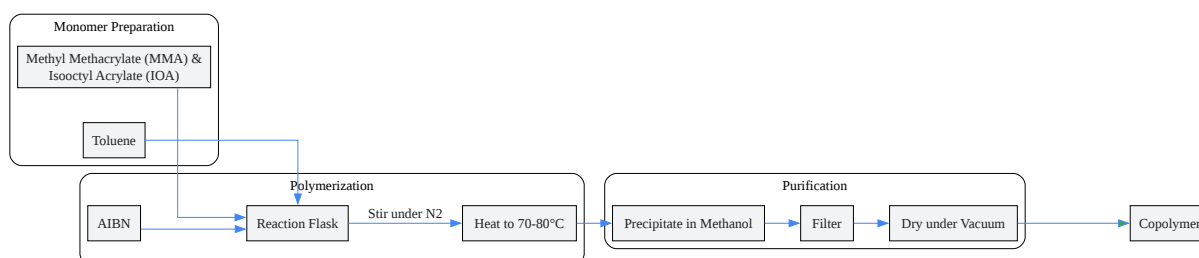 Monomer Preparation
Methyl Methacrylate (MMA) &
Isooctyl Acrylate (IOA)
Toluene
Polymerization
AIBN
Reaction Flask
Stir under N2
Heat to 70-80°C
Purification
Precipitate in Methanol
Filter
Dry under Vacuum
Copolymer